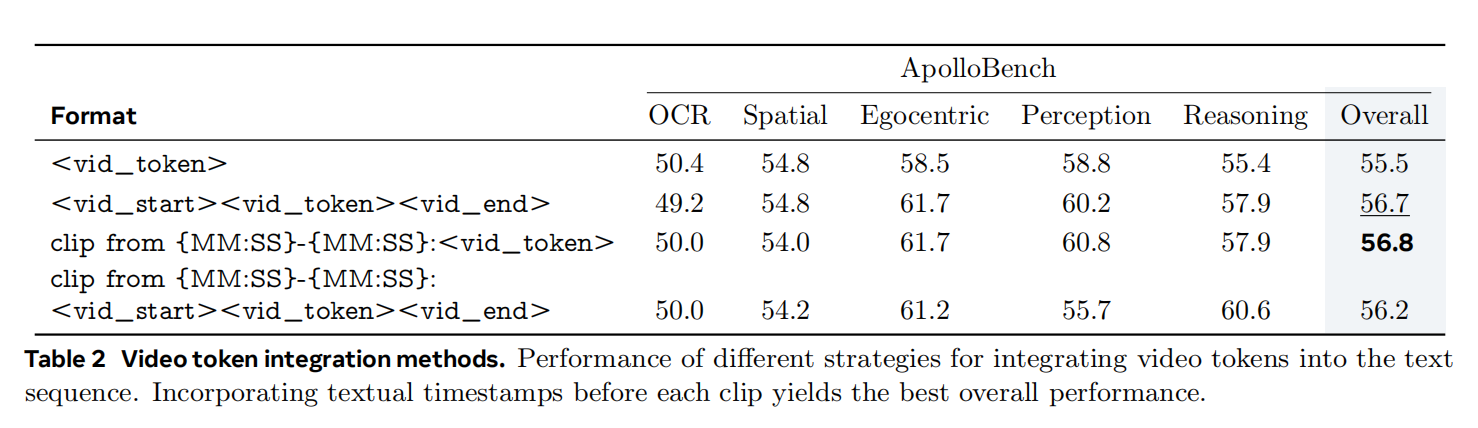 ApolloBench
Format OCR Spatial Egocentric Perception Reasoning Overall
<vid_token> 50.4 54.8 58.5 58.8 55.4 55.5
<vid_start><vid_token><vid_end> 49.2 54.8 61.7 60.2 57.9 56.7
clip from {MM:SS}-{MM:SS}:<vid_token> 50.0 54.0 61.7 60.8 57.9 56.8
clip from {MM:SS}-{MM:SS}:
<vid_start><vid_token><vid_end> 50.0 54.2 61.2 55.7 60.6 56.2
Table 2 Video token integration methods. Performance of different strategies for integrating video tokens into the text
sequence. Incorporating textual timestamps before each clip yields the best overall performance.